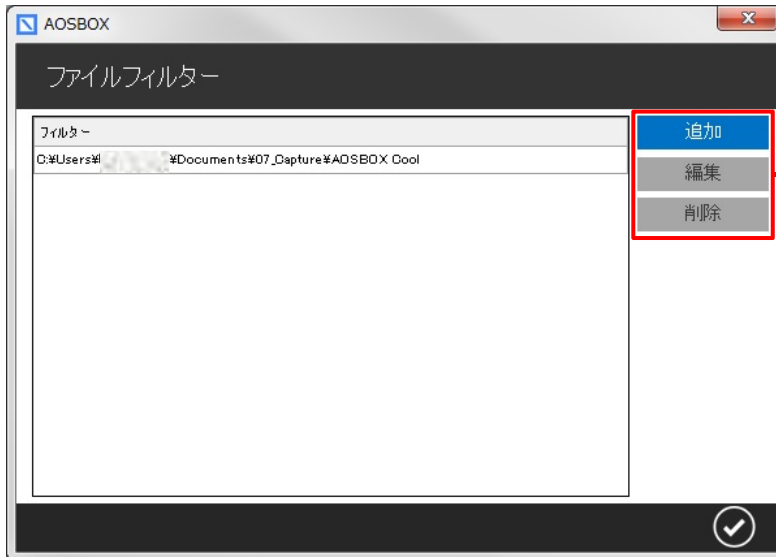 AOSBOX
ファイルフィルター
フィルター
C:¥Users¥ ¥Documents¥07_Capture¥AOSBOX Cool
追加
編集
削除